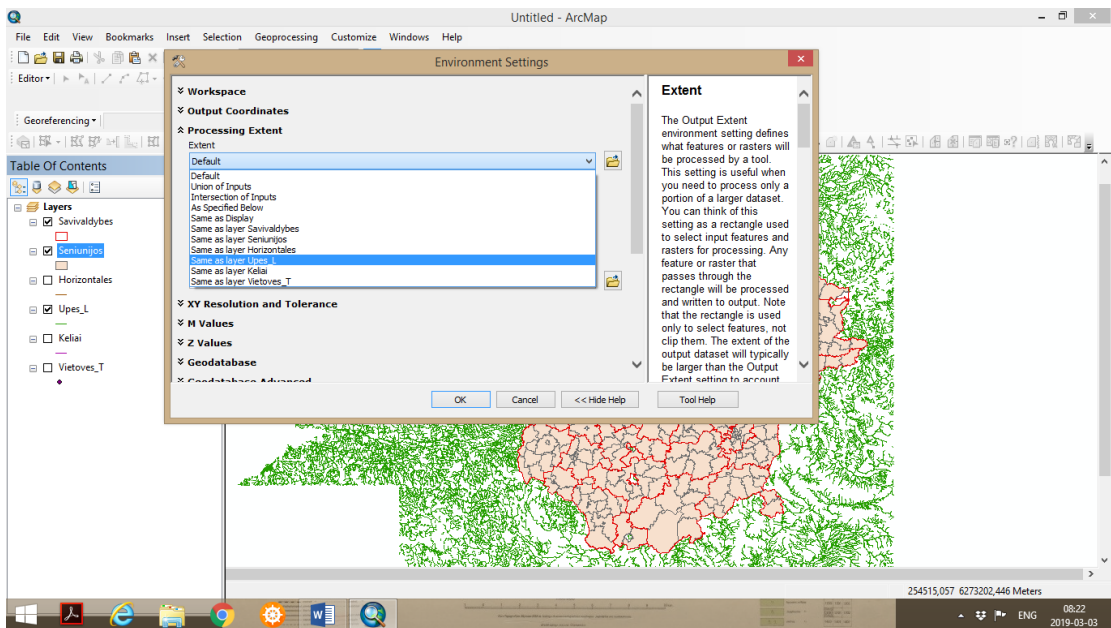 Untitled - ArcMap
File Edit View Bookmarks Insert Selection Geoprocessing Customize Windows Help
Editor
Georeferencing
Table Of Contents
Layers
Savivaldybes
Seniunijos
Horizontales
Upes_L
Keliai
Vietoves_T
Environment Settings
Workspace
Output Coordinates
Processing Extent
Extent
Default
Default
Union of Inputs
Intersection of Inputs
As Specified Below
Same as Display
Same as layer Savivaldybes
Same as layer Seniunijos
Same as layer Horizontales
Same as layer Upes_L
Same as layer Keliai
Same as layer Vietoves_T
XY Resolution and Tolerance
M Values
Z Values
Geodatabase
Geodatabase Advanced
OK Cancel << Hide Help Tool Help
Extent
The Output Extent
environment setting defines
what features or rasters will
be processed by a tool.
This setting is useful when
you need to process only a
portion of a larger dataset.
You can think of this
setting as a rectangle used
to select input features and
rasters for processing. Any
feature or raster that
passes through the
rectangle will be processed
and written to output. Note
that the rectangle is used
only to select features, not
clip them. The extent of the
output dataset will typically
be larger than the Output
Extent setting to account
254515,057 6273202,446 Meters
ENG
08:22
2019-03-03